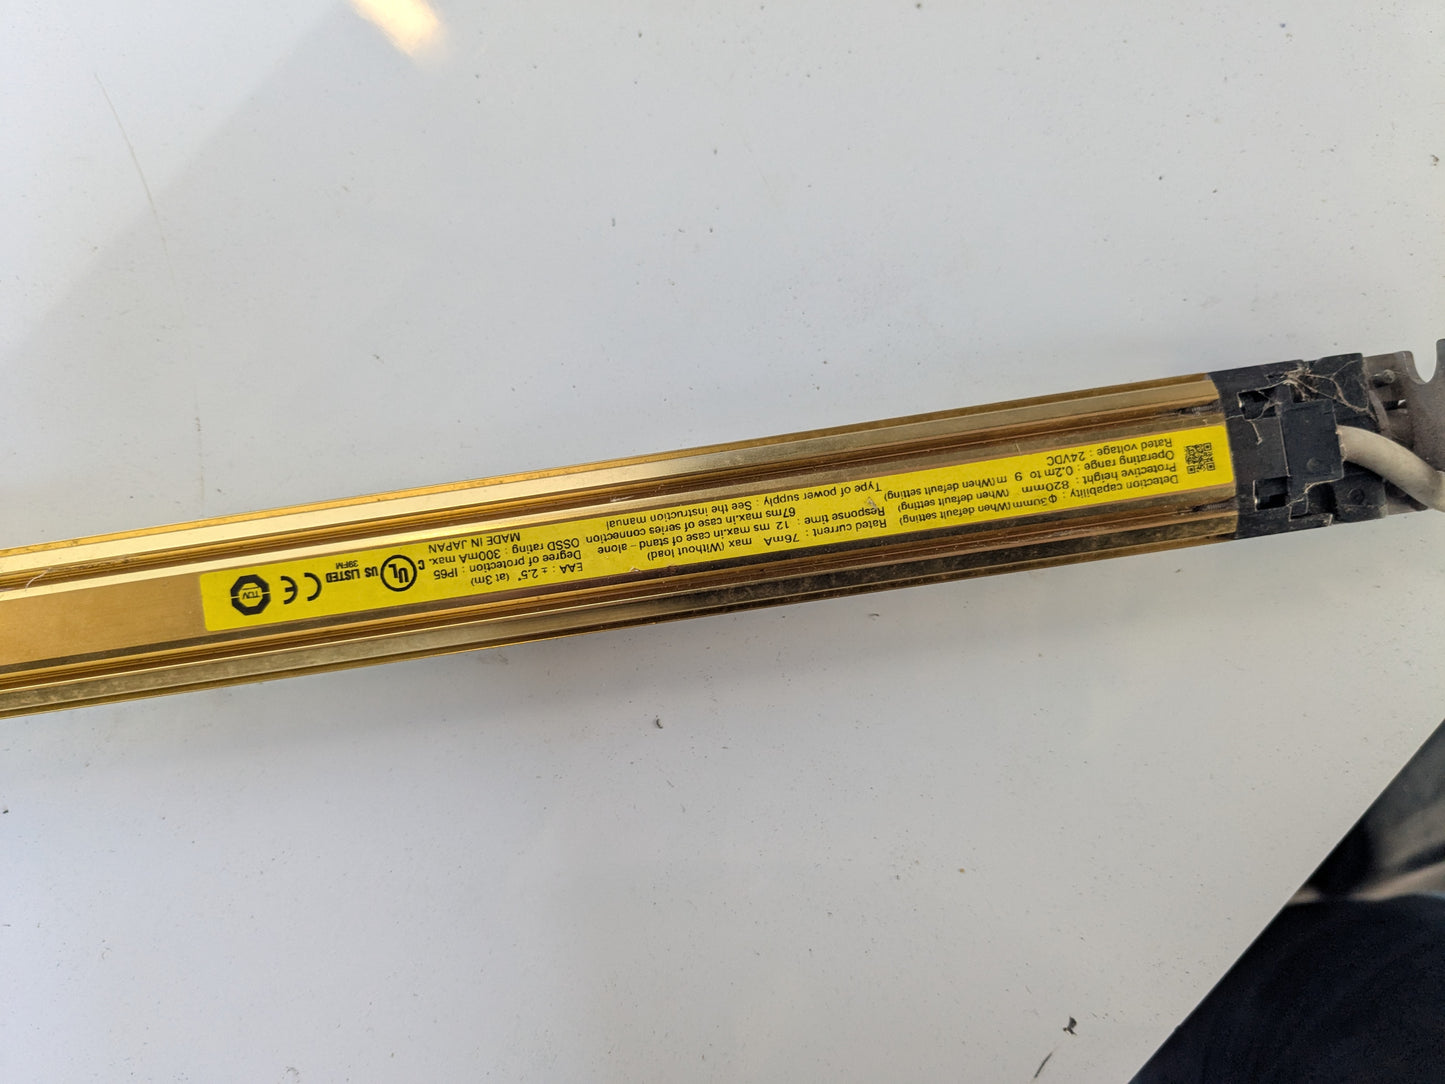 Detection capability : Φ30mm(When default setting)
Protective height : 820mm (When default setting)
Operating range : 0.2m to 9 m(When default setting)
Rated voltage : 24VDC
Type of power supply : See the instruction manual
Rated current : 76mA max (Without load)
Response time : 12 ms max.in case of stand-alone
67ms max.in case of series connection
EAA : ±2.5° (at 3m)
Degree of protection : IP65
OSSD rating : 300mA max.
MADE IN JAPAN
C UL US LISTED
39FM
CE
TÜV